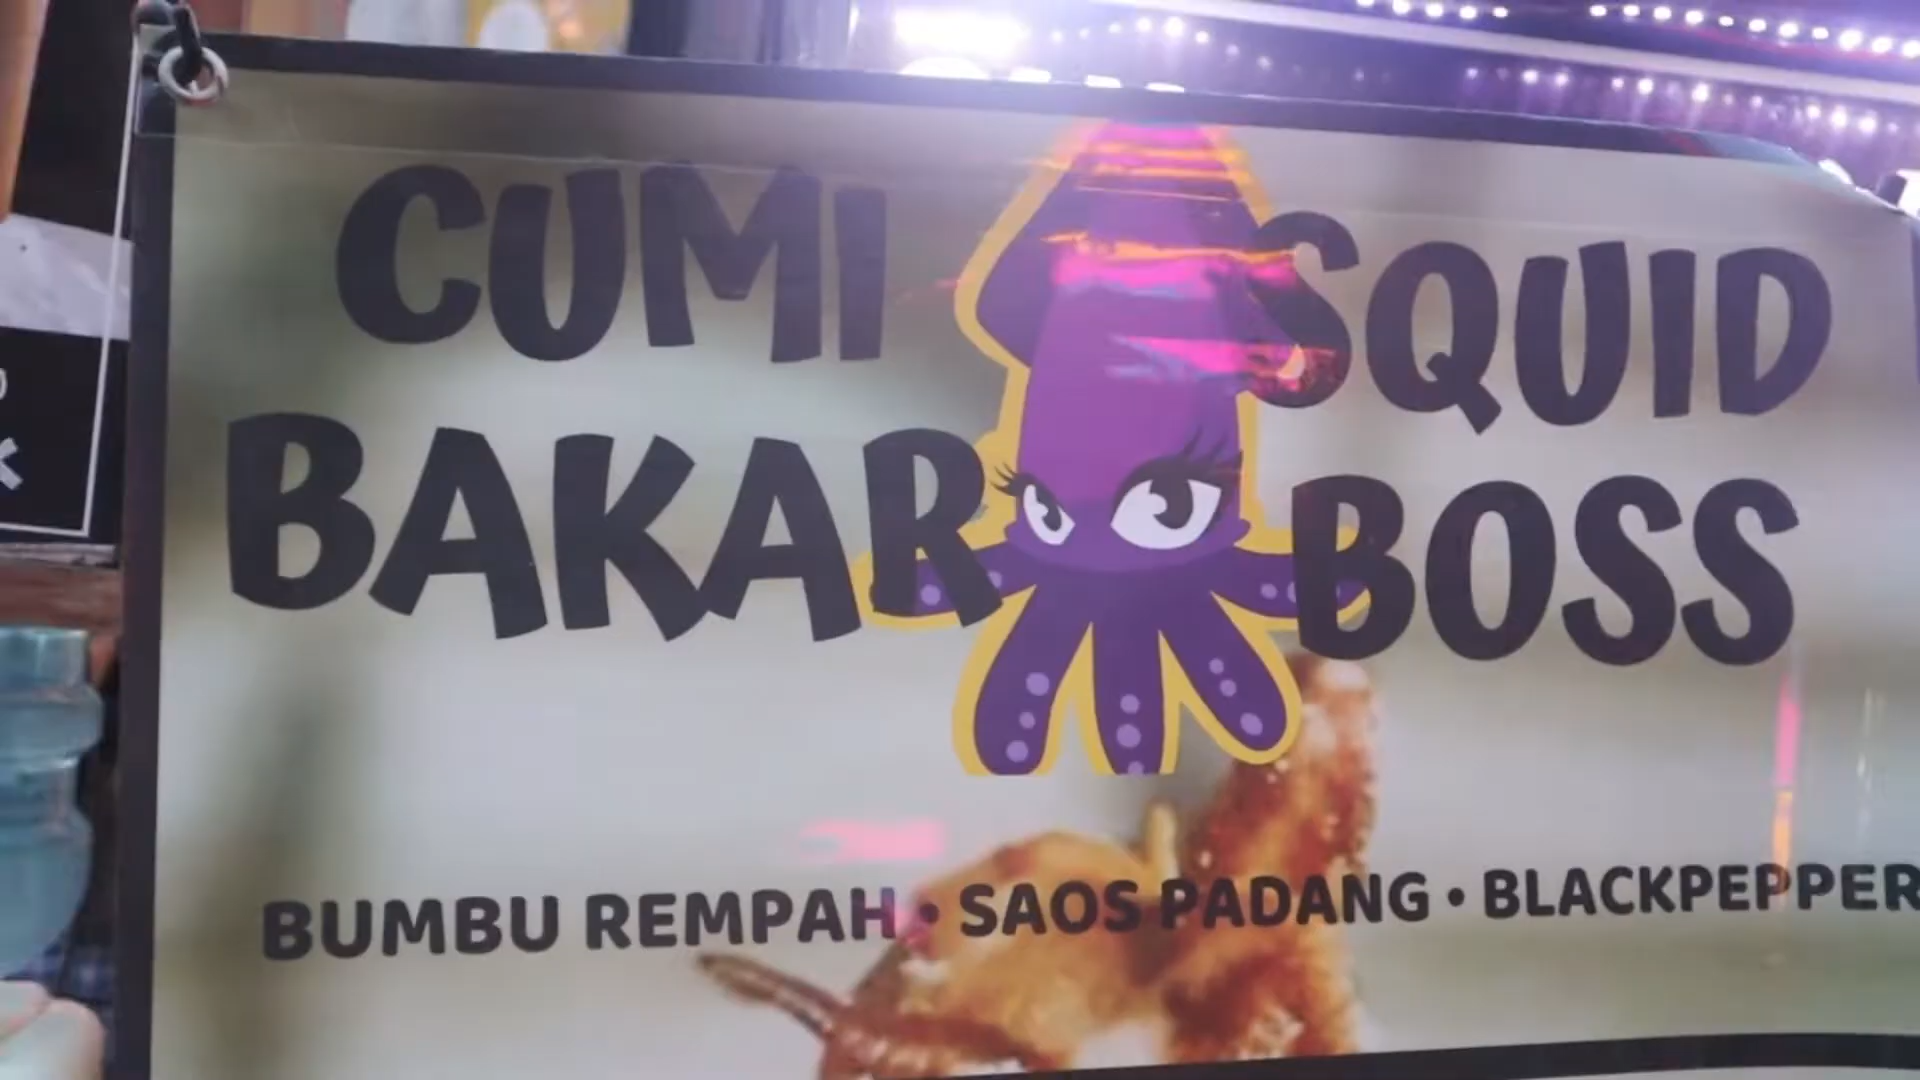 CUMI
BAKAR
SQUID
BOSS
BUMBU REMPAH • SAOS PADANG • BLACKPEPPER